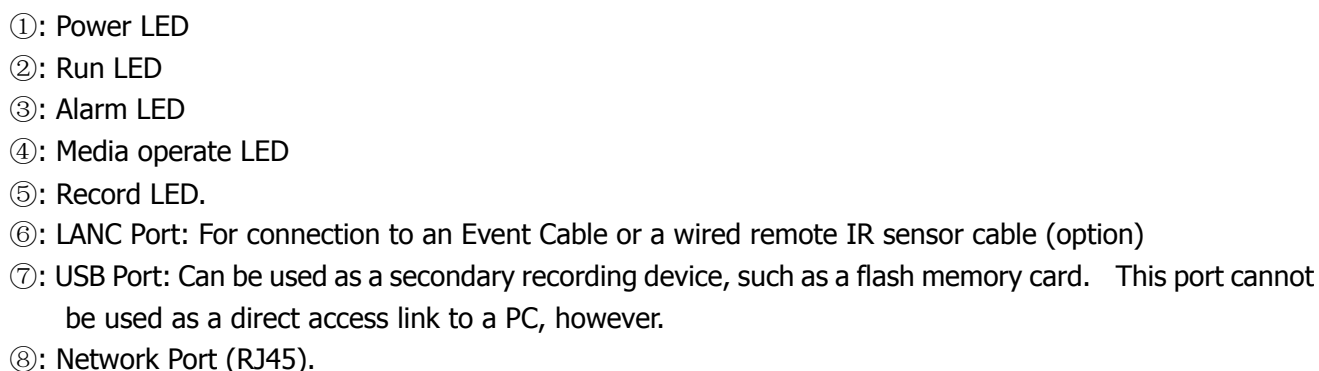 ①: Power LED
②: Run LED
③: Alarm LED
④: Media operate LED
⑤: Record LED.
⑥: LANC Port: For connection to an Event Cable or a wired remote IR sensor cable (option)
⑦: USB Port: Can be used as a secondary recording device, such as a flash memory card.   This port cannot
be used as a direct access link to a PC, however.
⑧: Network Port (RJ45).